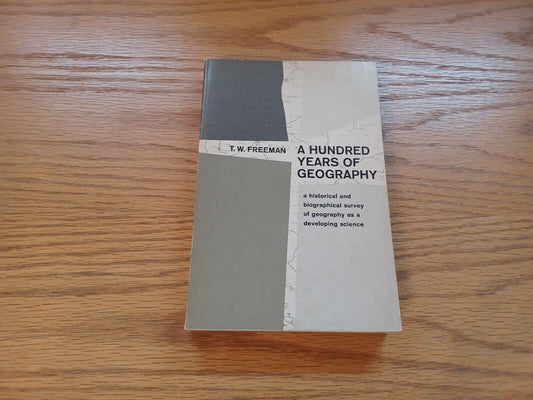 T. W. FREEMAN
A HUNDRED
YEARS OF
GEOGRAPHY
a historical and
biographical survey
of geography as a
developing science